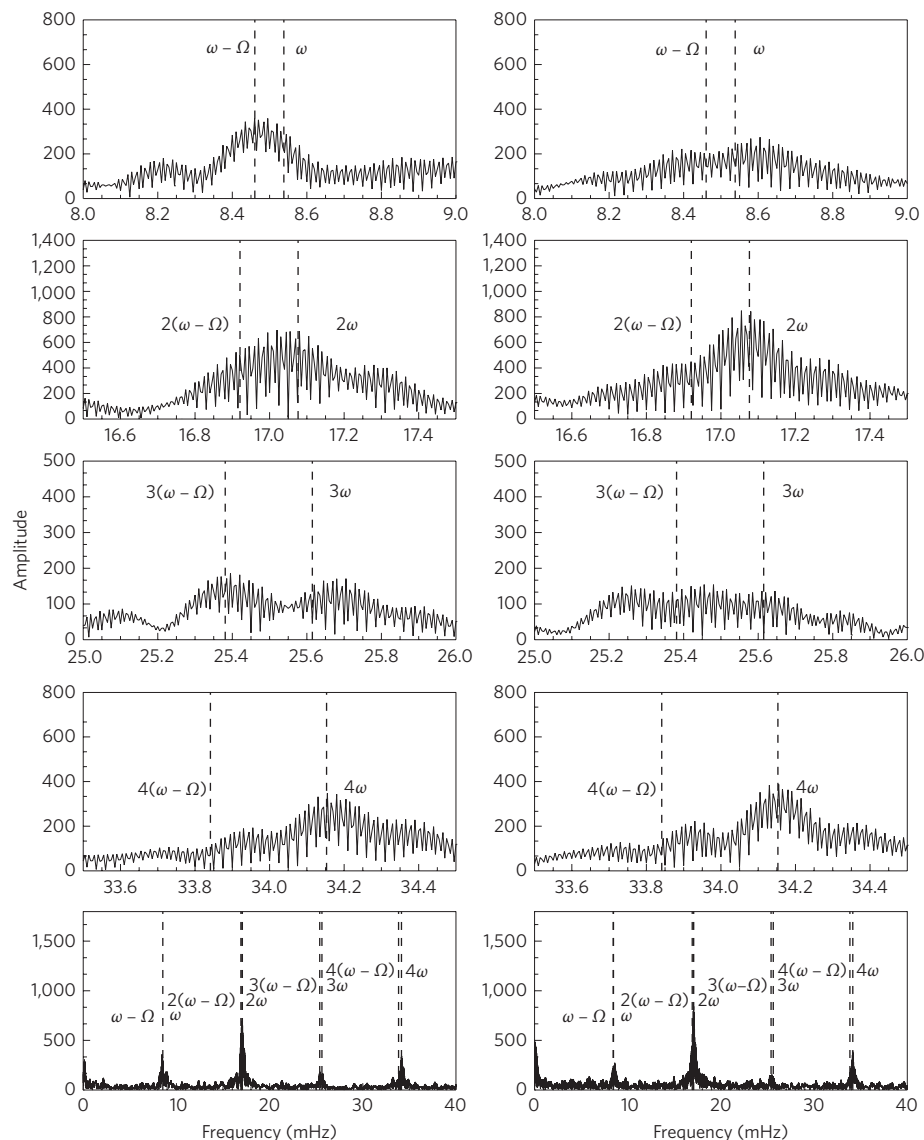 800
600
400
200
0
ω – Ω
ω
8.0 8.2 8.4 8.6 8.8 9.0
800
600
400
200
0
ω – Ω
ω
8.0 8.2 8.4 8.6 8.8 9.0
1,400
1,200
1,000
800
600
400
200
0
2(ω – Ω)
2ω
16.6 16.8 17.0 17.2 17.4
1,400
1,200
1,000
800
600
400
200
0
2(ω – Ω)
2ω
16.6 16.8 17.0 17.2 17.4
Amplitude
500
400
300
200
100
0
3(ω – Ω)
3ω
25.0 25.2 25.4 25.6 25.8 26.0
500
400
300
200
100
0
3(ω – Ω)
3ω
25.0 25.2 25.4 25.6 25.8 26.0
800
600
400
200
0
4(ω – Ω)
4ω
33.6 33.8 34.0 34.2 34.4
800
600
400
200
0
4(ω – Ω)
4ω
33.6 33.8 34.0 34.2 34.4
1,500
1,000
500
0
ω – Ω
ω
2(ω – Ω)
2ω
3(ω – Ω)
3ω
4(ω – Ω)
4ω
0 10 20 30 40
Frequency (mHz)
1,500
1,000
500
0
ω – Ω
ω
2(ω – Ω)
2ω
3(ω–Ω)
3ω
4(ω – Ω)
4ω
0 10 20 30 40
Frequency (mHz)